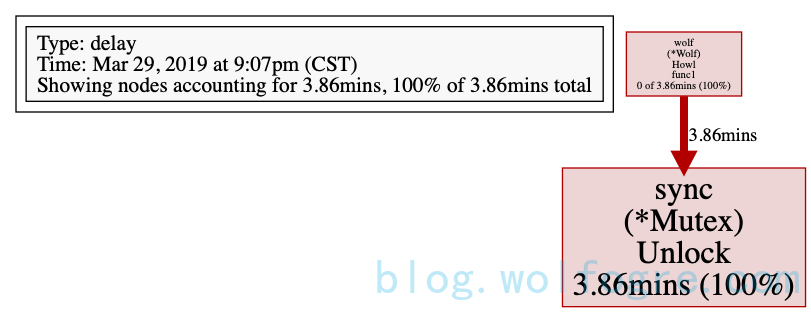 Type: delay
Time: Mar 29, 2019 at 9:07pm (CST)
Showing nodes accounting for 3.86mins, 100% of 3.86mins total
wolf
(*Wolf)
Howl
func1
0 of 3.86mins (100%)
3.86mins
sync
(*Mutex)
Unlock
3.86mins (100%)
blog.wolfogre.com